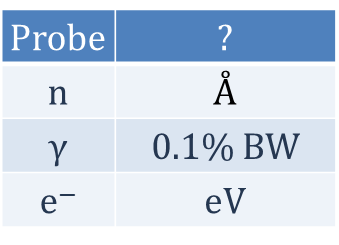 Probe ?
n Å
γ 0.1% BW
e⁻ eV